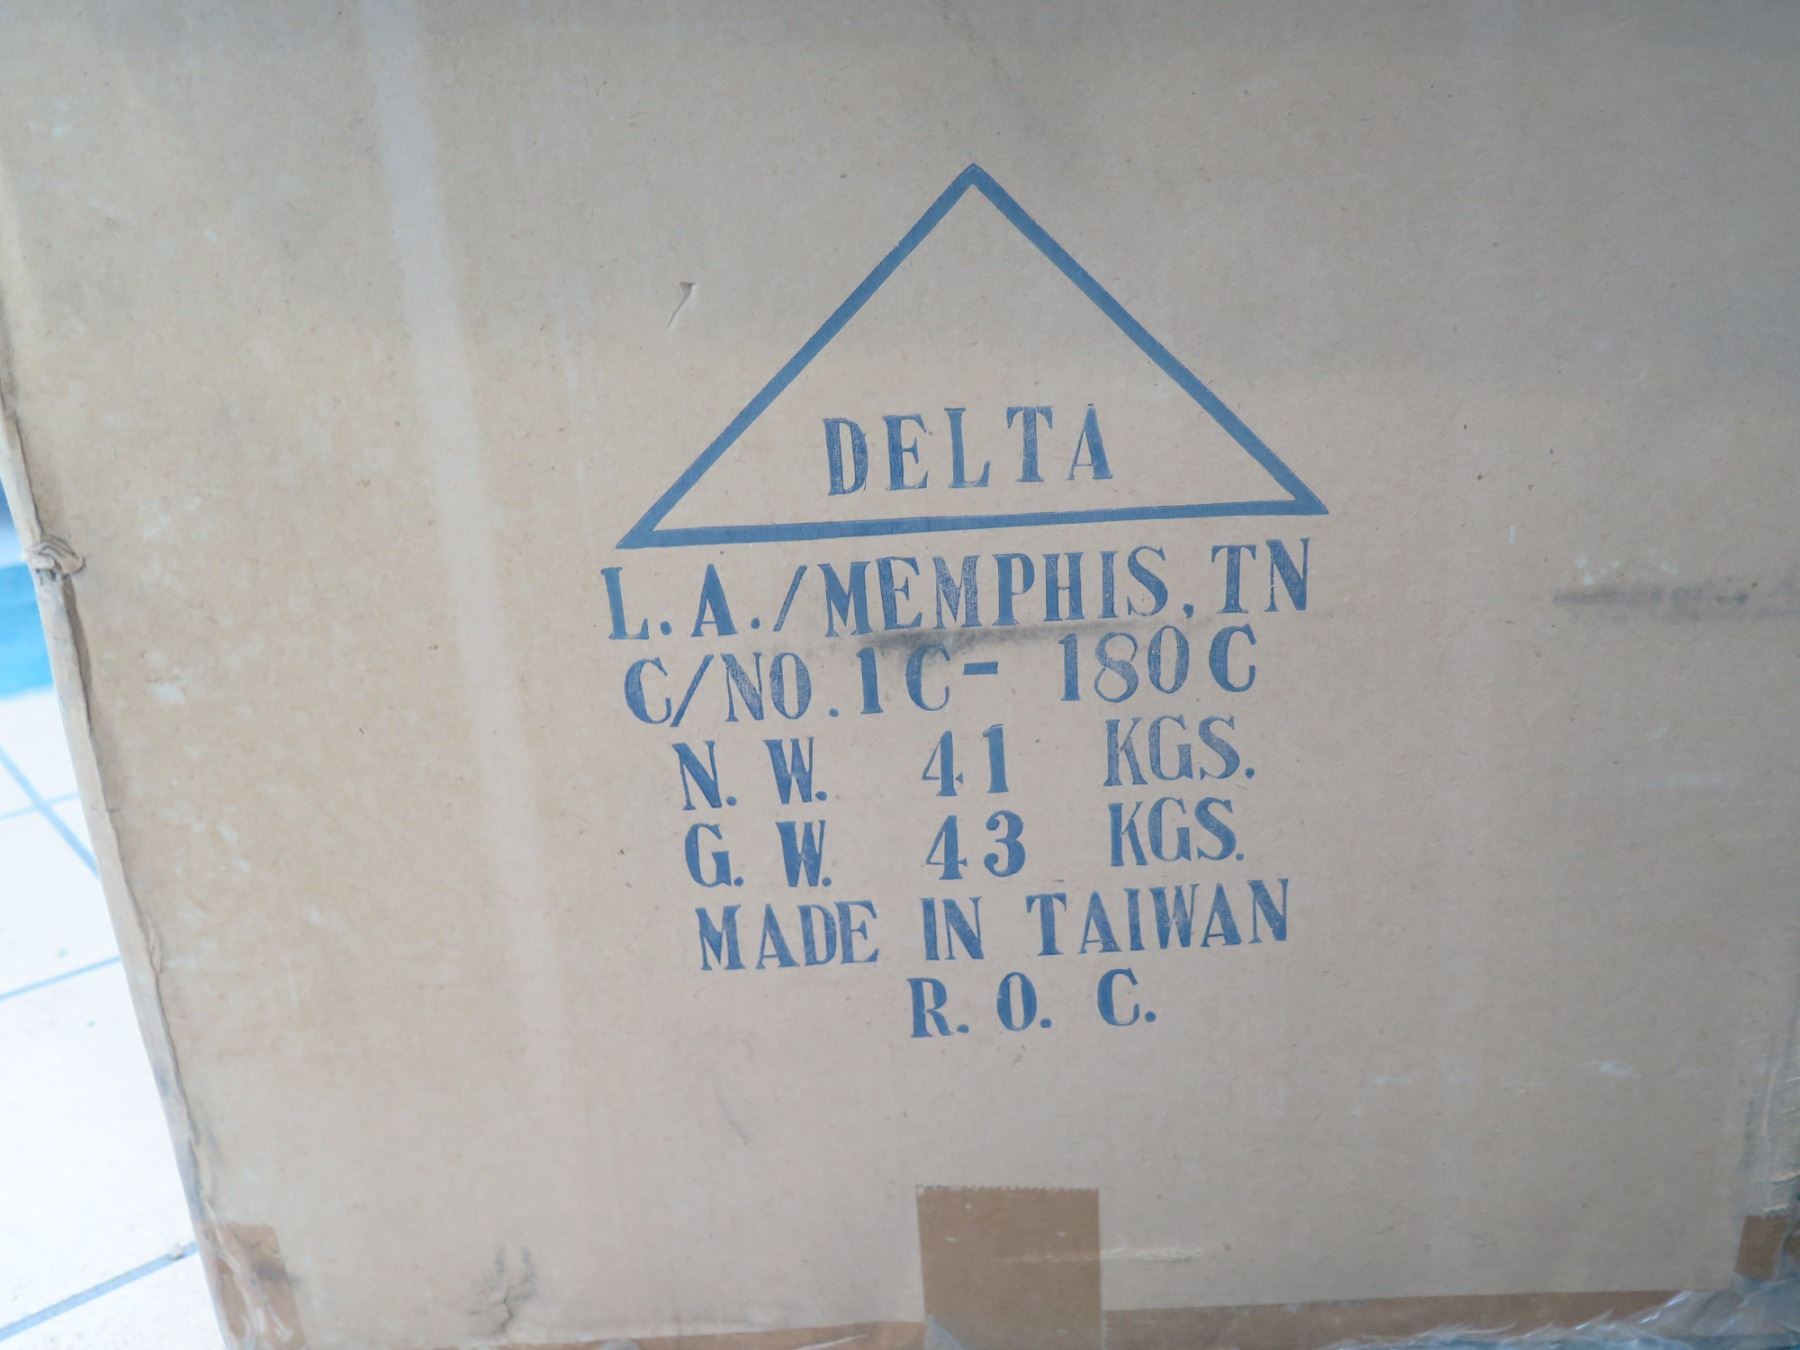 DELTA
L.A./MEMPHIS, TN
C/NO. 1C- 180C
N. W. 41 KGS.
G. W. 43 KGS.
MADE IN TAIWAN
R. O. C.